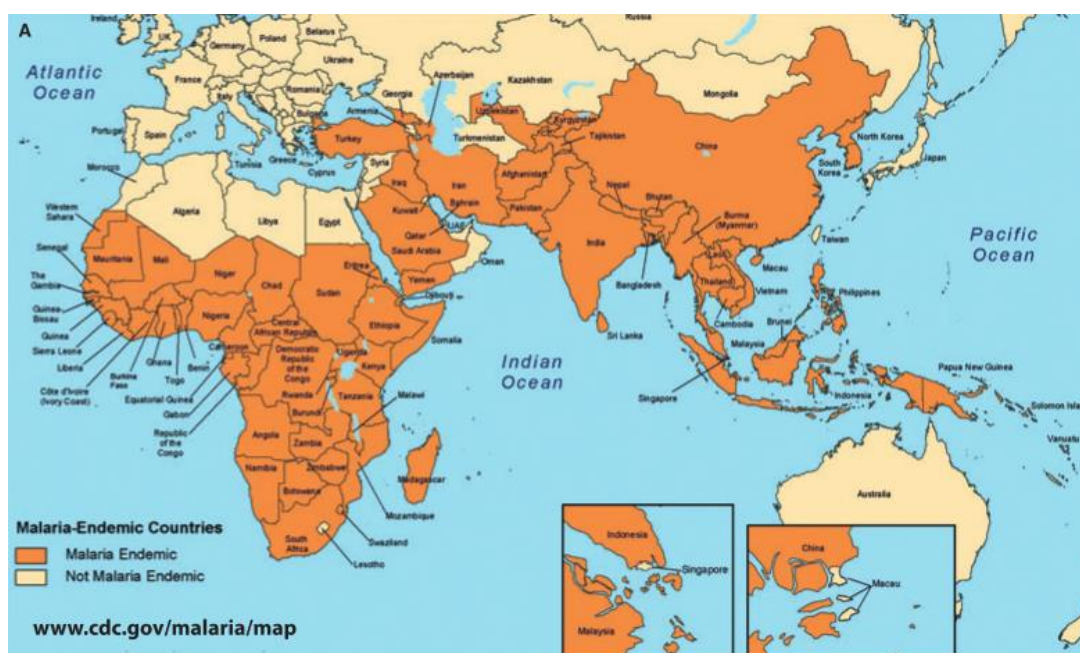 A
Ireland
UK
Belarus
Russia
Germany
Poland
Atlantic
Ocean
Ukraine
France
Kazakhstan
Azerbaijan
Romania
Italy
Georgia
Mongolia
Bulgaria
Uzbekistan
Armenia
Kyrgyzstan
Portugal
Spain
Turkey
Turkmenistan
Tajikistan
North Korea
China
Morocco
Tunisia
Greece
Syria
South
Korea
Japan
Cyprus
Iraq
Iran
Afghanistan
Nepal
Bhutan
Western
Sahara
Algeria
Libya
Egypt
Kuwait
Bahrain
Pakistan
Burma
(Myanmar)
Qatar
UAE
Taiwan
Pacific
Ocean
Senegal
Mauritania
Mali
Saudi Arabia
India
Niger
Eritrea
Oman
Laos
Macau
The
Gambia
Chad
Sudan
Yemen
Bangladesh
Thailand
Vietnam
Philippines
Djibouti
Guinea-
Bissau
Nigeria
Ethiopia
Cambodia
Brunei
Guinea
Central
African Republic
Sri Lanka
Sierra Leone
Cameroon
Somalia
Malaysia
Liberia
Ghana
Benin
Democratic
Republic
of the
Congo
Uganda
Kenya
Indian
Ocean
Papua New Guinea
Burkina
Faso
Togo
Rwanda
Tanzania
Malawi
Singapore
Indonesia
Côte d'Ivoire
(Ivory Coast)
Equatorial Guinea
Burundi
Solomon
Gabon
Republic
of the
Congo
Angola
Zambia
Vanuatu
Namibia
Zimbabwe
Madagascar
Botswana
Australia
Mozambique
Malaria-Endemic Countries
South
Africa
Swaziland
Malaria Endemic
Lesotho
Not Malaria Endemic
Indonesia
Singapore
Malaysia
China
Macau
www.cdc.gov/malaria/map